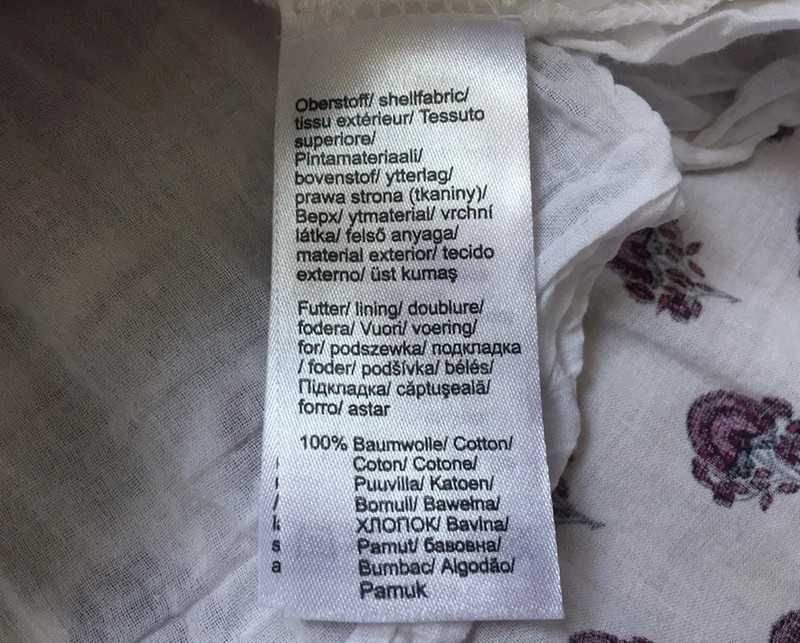 Oberstoff/ shellfabric/
tissu extérieur/ Tessuto
superiore/
Pintamateriaali/
bovenstof/ ytterlag/
prawa strona (tkaniny)/
Верх/ ytmaterial/ vrchní
látka/ felső anyaga/
material exterior/ tecido
externo/ üst kumaş
Futter/ lining/ doublure/
fodera/ Vuori/ voering/
for/ podszewka/ подкладка
/ foder/ podšívka/ bélés/
Підкладка/ căptuşeală/
forro/ astar
100% Baumwolle/ Cotton/
Coton/ Cotone/
Puuvilla/ Katoen/
Bomull/ Bawełna/
ХЛОПОК/ Bavlna/
Pamut/ бавовна/
Bumbac/ Algodão/
Pamuk